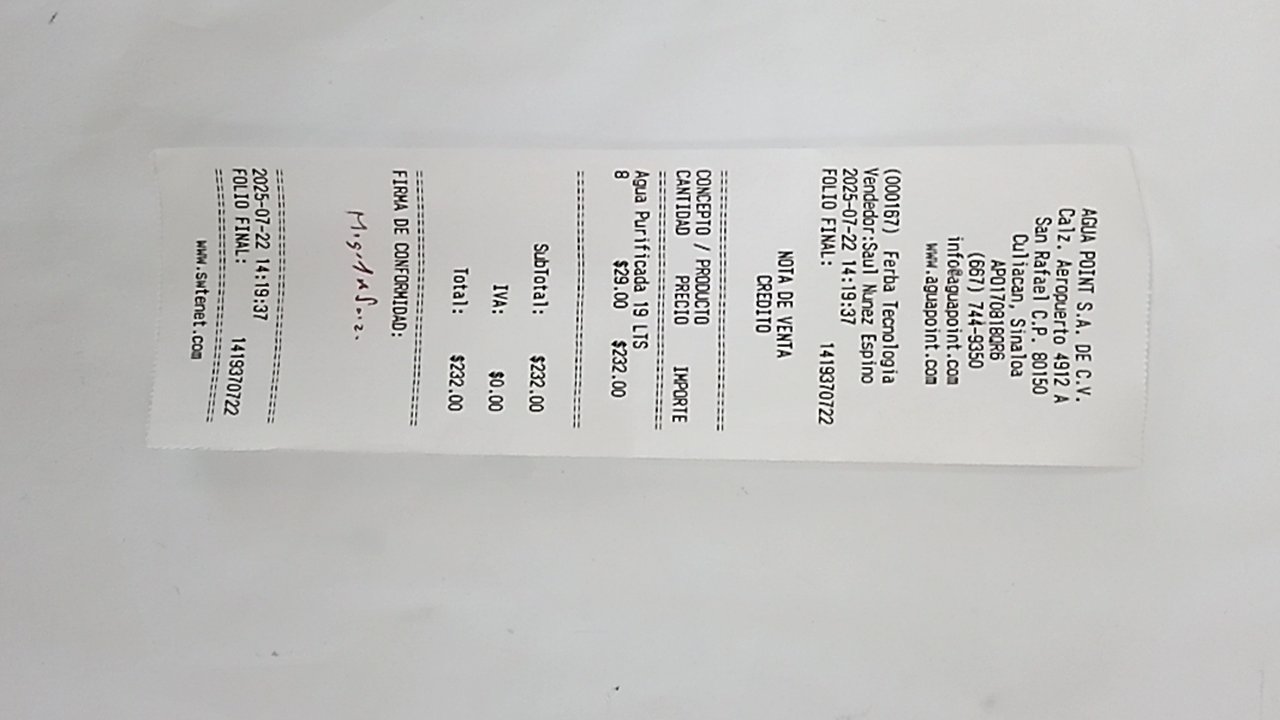 AGUA POINT S.A. DE C.V.
Calz. Aeropuerto 4912 A
San Rafael C.P. 80150
Culiacan, Sinaloa
APO170818QR6
(667) 744-9350
info@aguapoint.com
www.aguapoint.com
(000167) Ferba Tecnologia
Vendedor:Saul Nunez Espino
2025-07-22 14:19:37
FOLIO FINAL: 1419370722
NOTA DE VENTA
CREDITO
==============================
CONCEPTO / PRODUCTO
CANTIDAD PRECIO IMPORTE
==============================
Agua Purificada 19 LTS
8 $29.00 $232.00
==============================
SubTotal: $232.00
IVA: $0.00
Total: $232.00
==============================
FIRMA DE CONFORMIDAD:
==============================
2025-07-22 14:19:37
FOLIO FINAL: 1419370722
==============================
www.swtenet.com